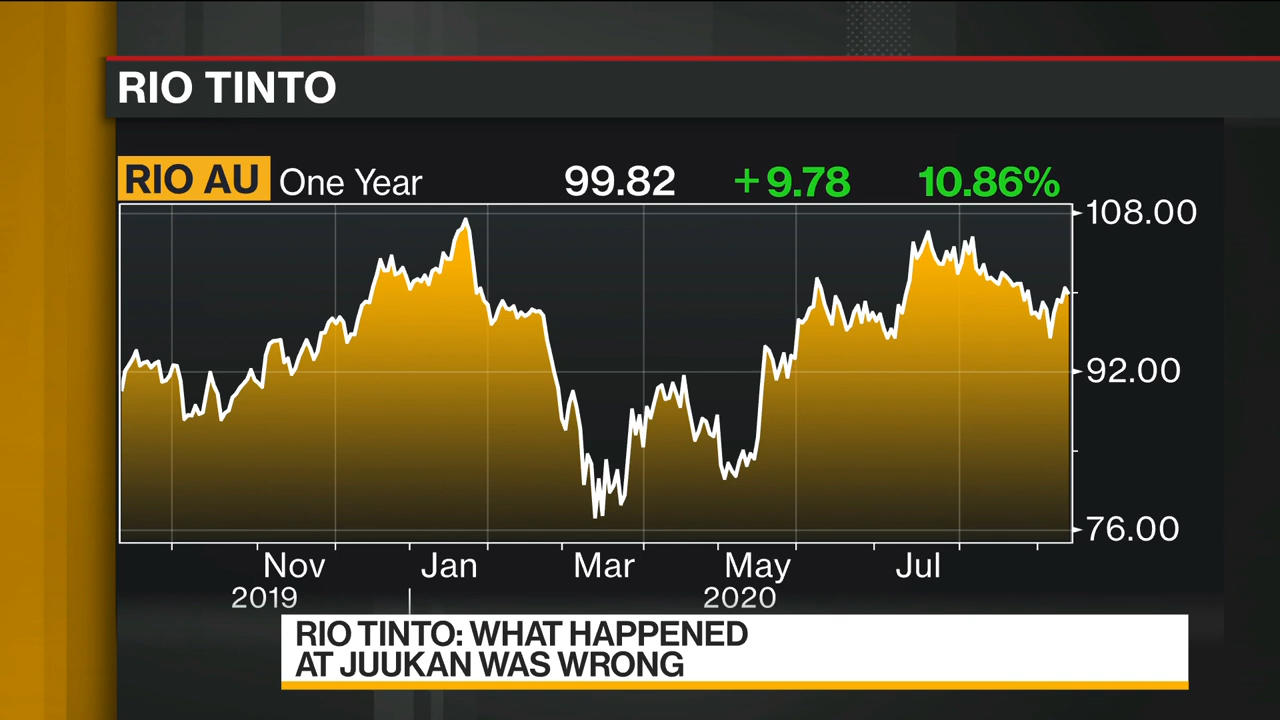 RIO TINTO
RIO AU One Year 99.82 +9.78 10.86%
108.00
92.00
76.00
Nov Jan Mar May Jul
2019 2020
RIO TINTO: WHAT HAPPENED
AT JUUKAN WAS WRONG